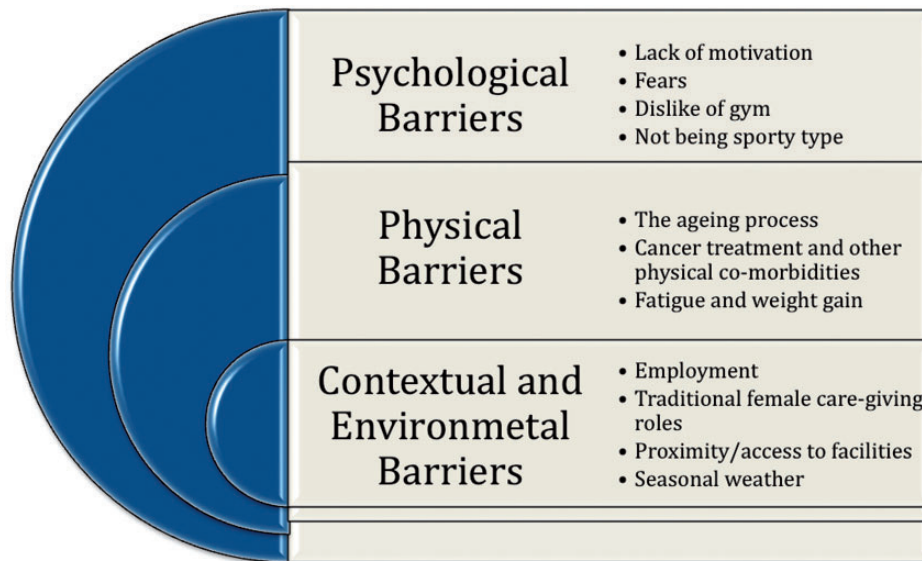 Psychological
Barriers
• Lack of motivation
• Fears
• Dislike of gym
• Not being sporty type
Physical
Barriers
• The ageing process
• Cancer treatment and other
physical co-morbidities
• Fatigue and weight gain
Contextual and
Environmetal
Barriers
• Employment
• Traditional female care-giving
roles
• Proximity/access to facilities
• Seasonal weather